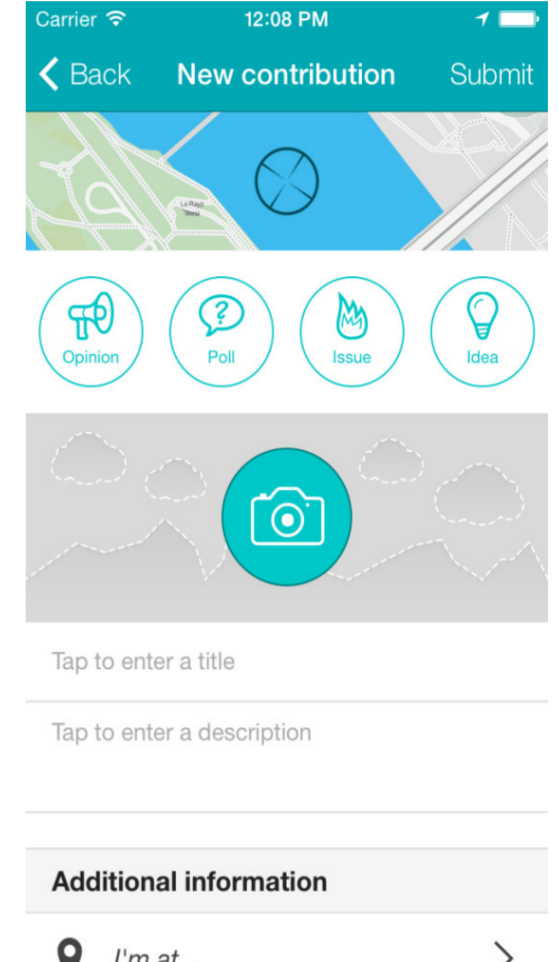 Carrier 12:08 PM
Back New contribution Submit
Opinion Poll Issue Idea
Tap to enter a title
Tap to enter a description
Additional information
I'm at ...